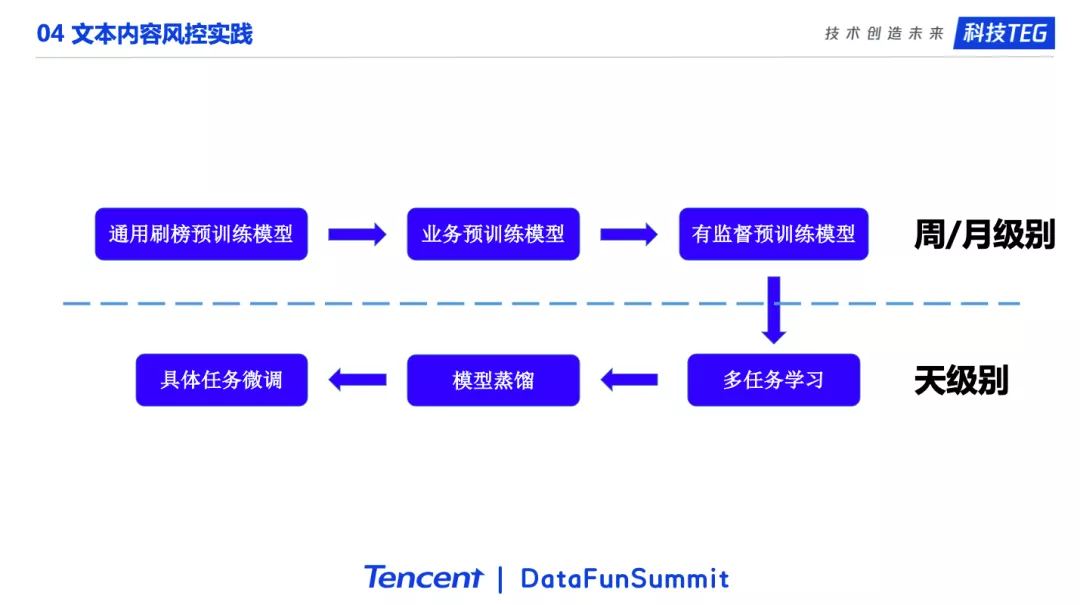 04 文本内容风控实践
技术创造未来 科技TEG
通用刷榜预训练模型
业务预训练模型
有监督预训练模型
周/月级别
具体任务微调
模型蒸馏
多任务学习
天级别
Tencent | DataFunSummit